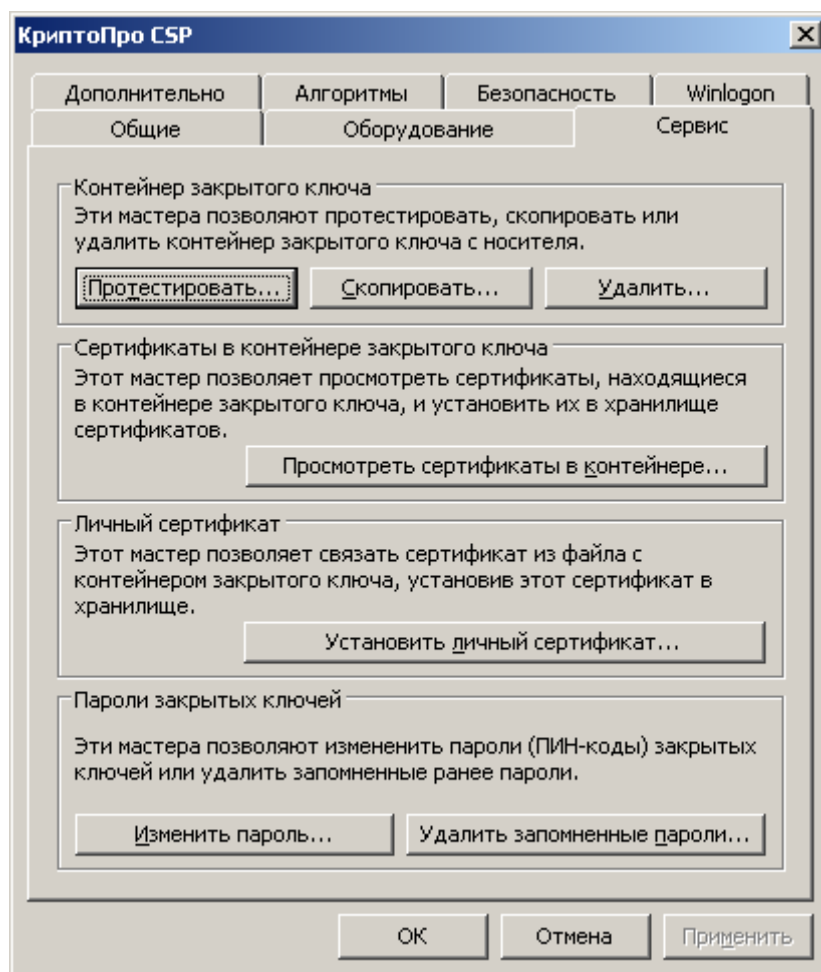 КриптоПро CSP
Дополнительно Алгоритмы Безопасность Winlogon
Общие Оборудование Сервис
Контейнер закрытого ключа
Эти мастера позволяют протестировать, скопировать или
удалить контейнер закрытого ключа с носителя.
Протестировать... Скопировать... Удалить...
Сертификаты в контейнере закрытого ключа
Этот мастер позволяет просмотреть сертификаты, находящиеся
в контейнере закрытого ключа, и установить их в хранилище
сертификатов.
Просмотреть сертификаты в контейнере...
Личный сертификат
Этот мастер позволяет связать сертификат из файла с
контейнером закрытого ключа, установив этот сертификат в
хранилище.
Установить личный сертификат...
Пароли закрытых ключей
Эти мастера позволяют измененить пароли (ПИН-коды) закрытых
ключей или удалить запомненные ранее пароли.
Изменить пароль... Удалить запомненные пароли...
ОК Отмена Применить